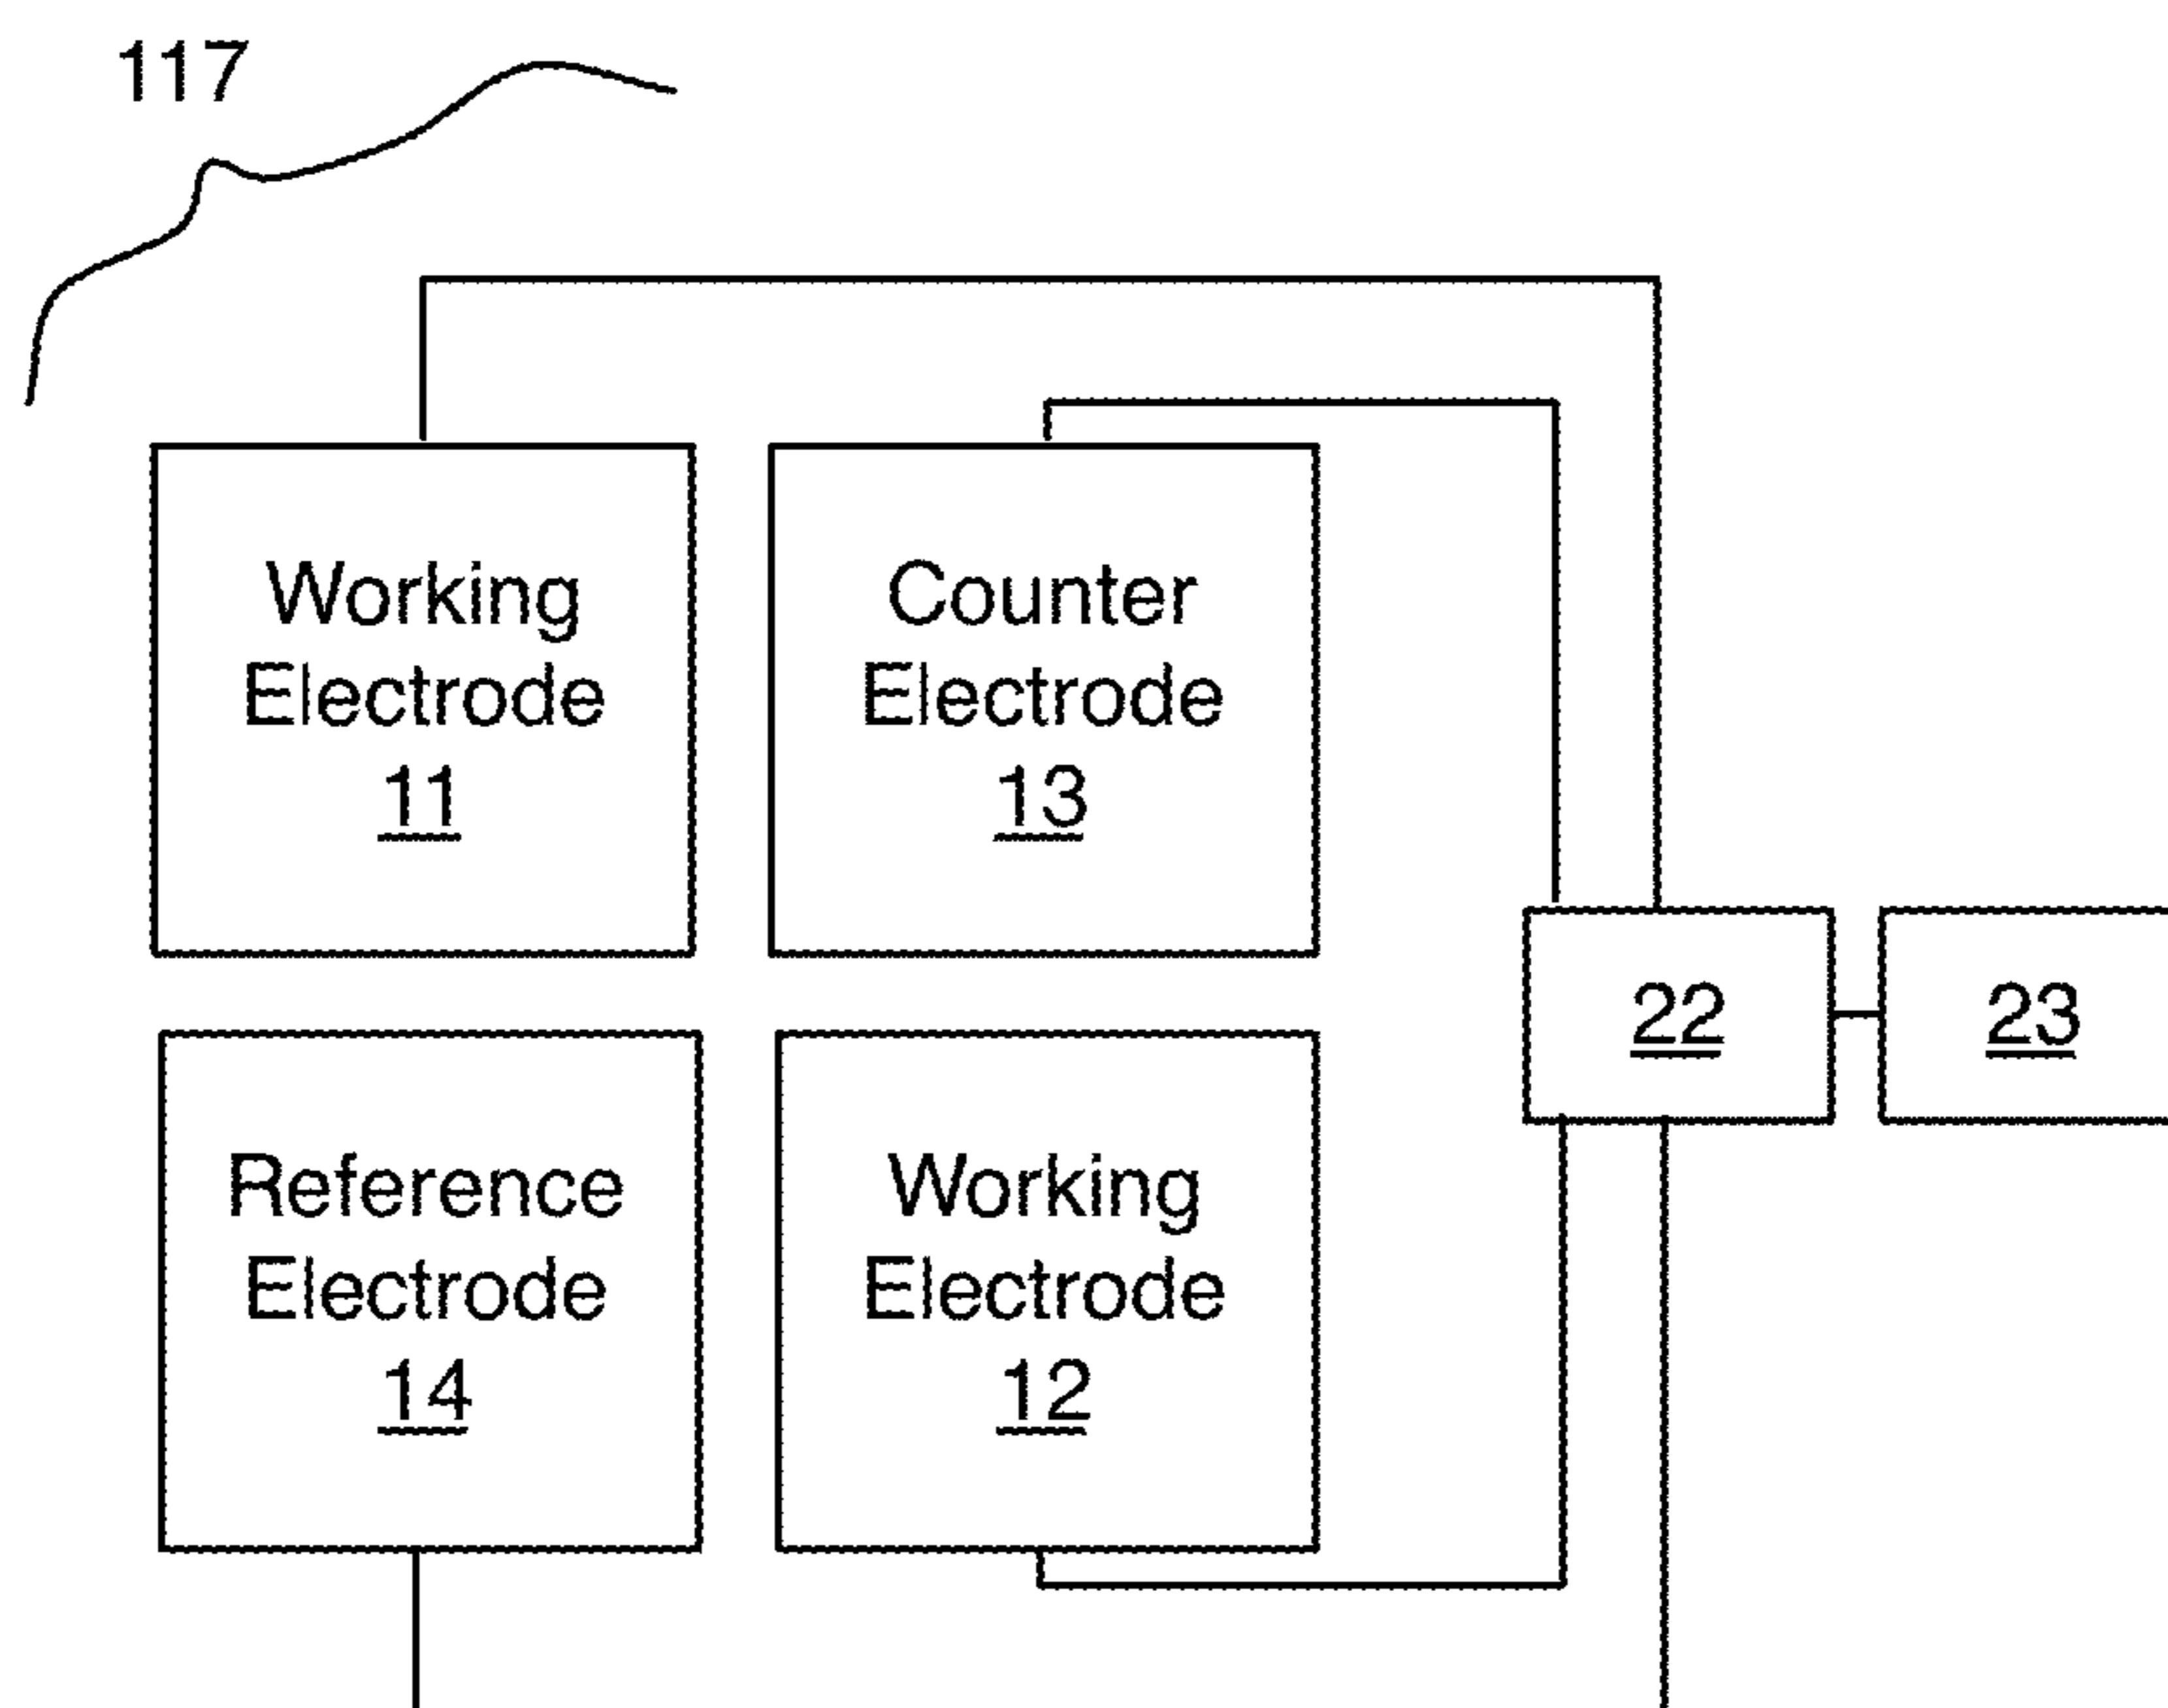 117
Working
Electrode
11
Counter
Electrode
13
22
23
Reference
Electrode
14
Working
Electrode
12